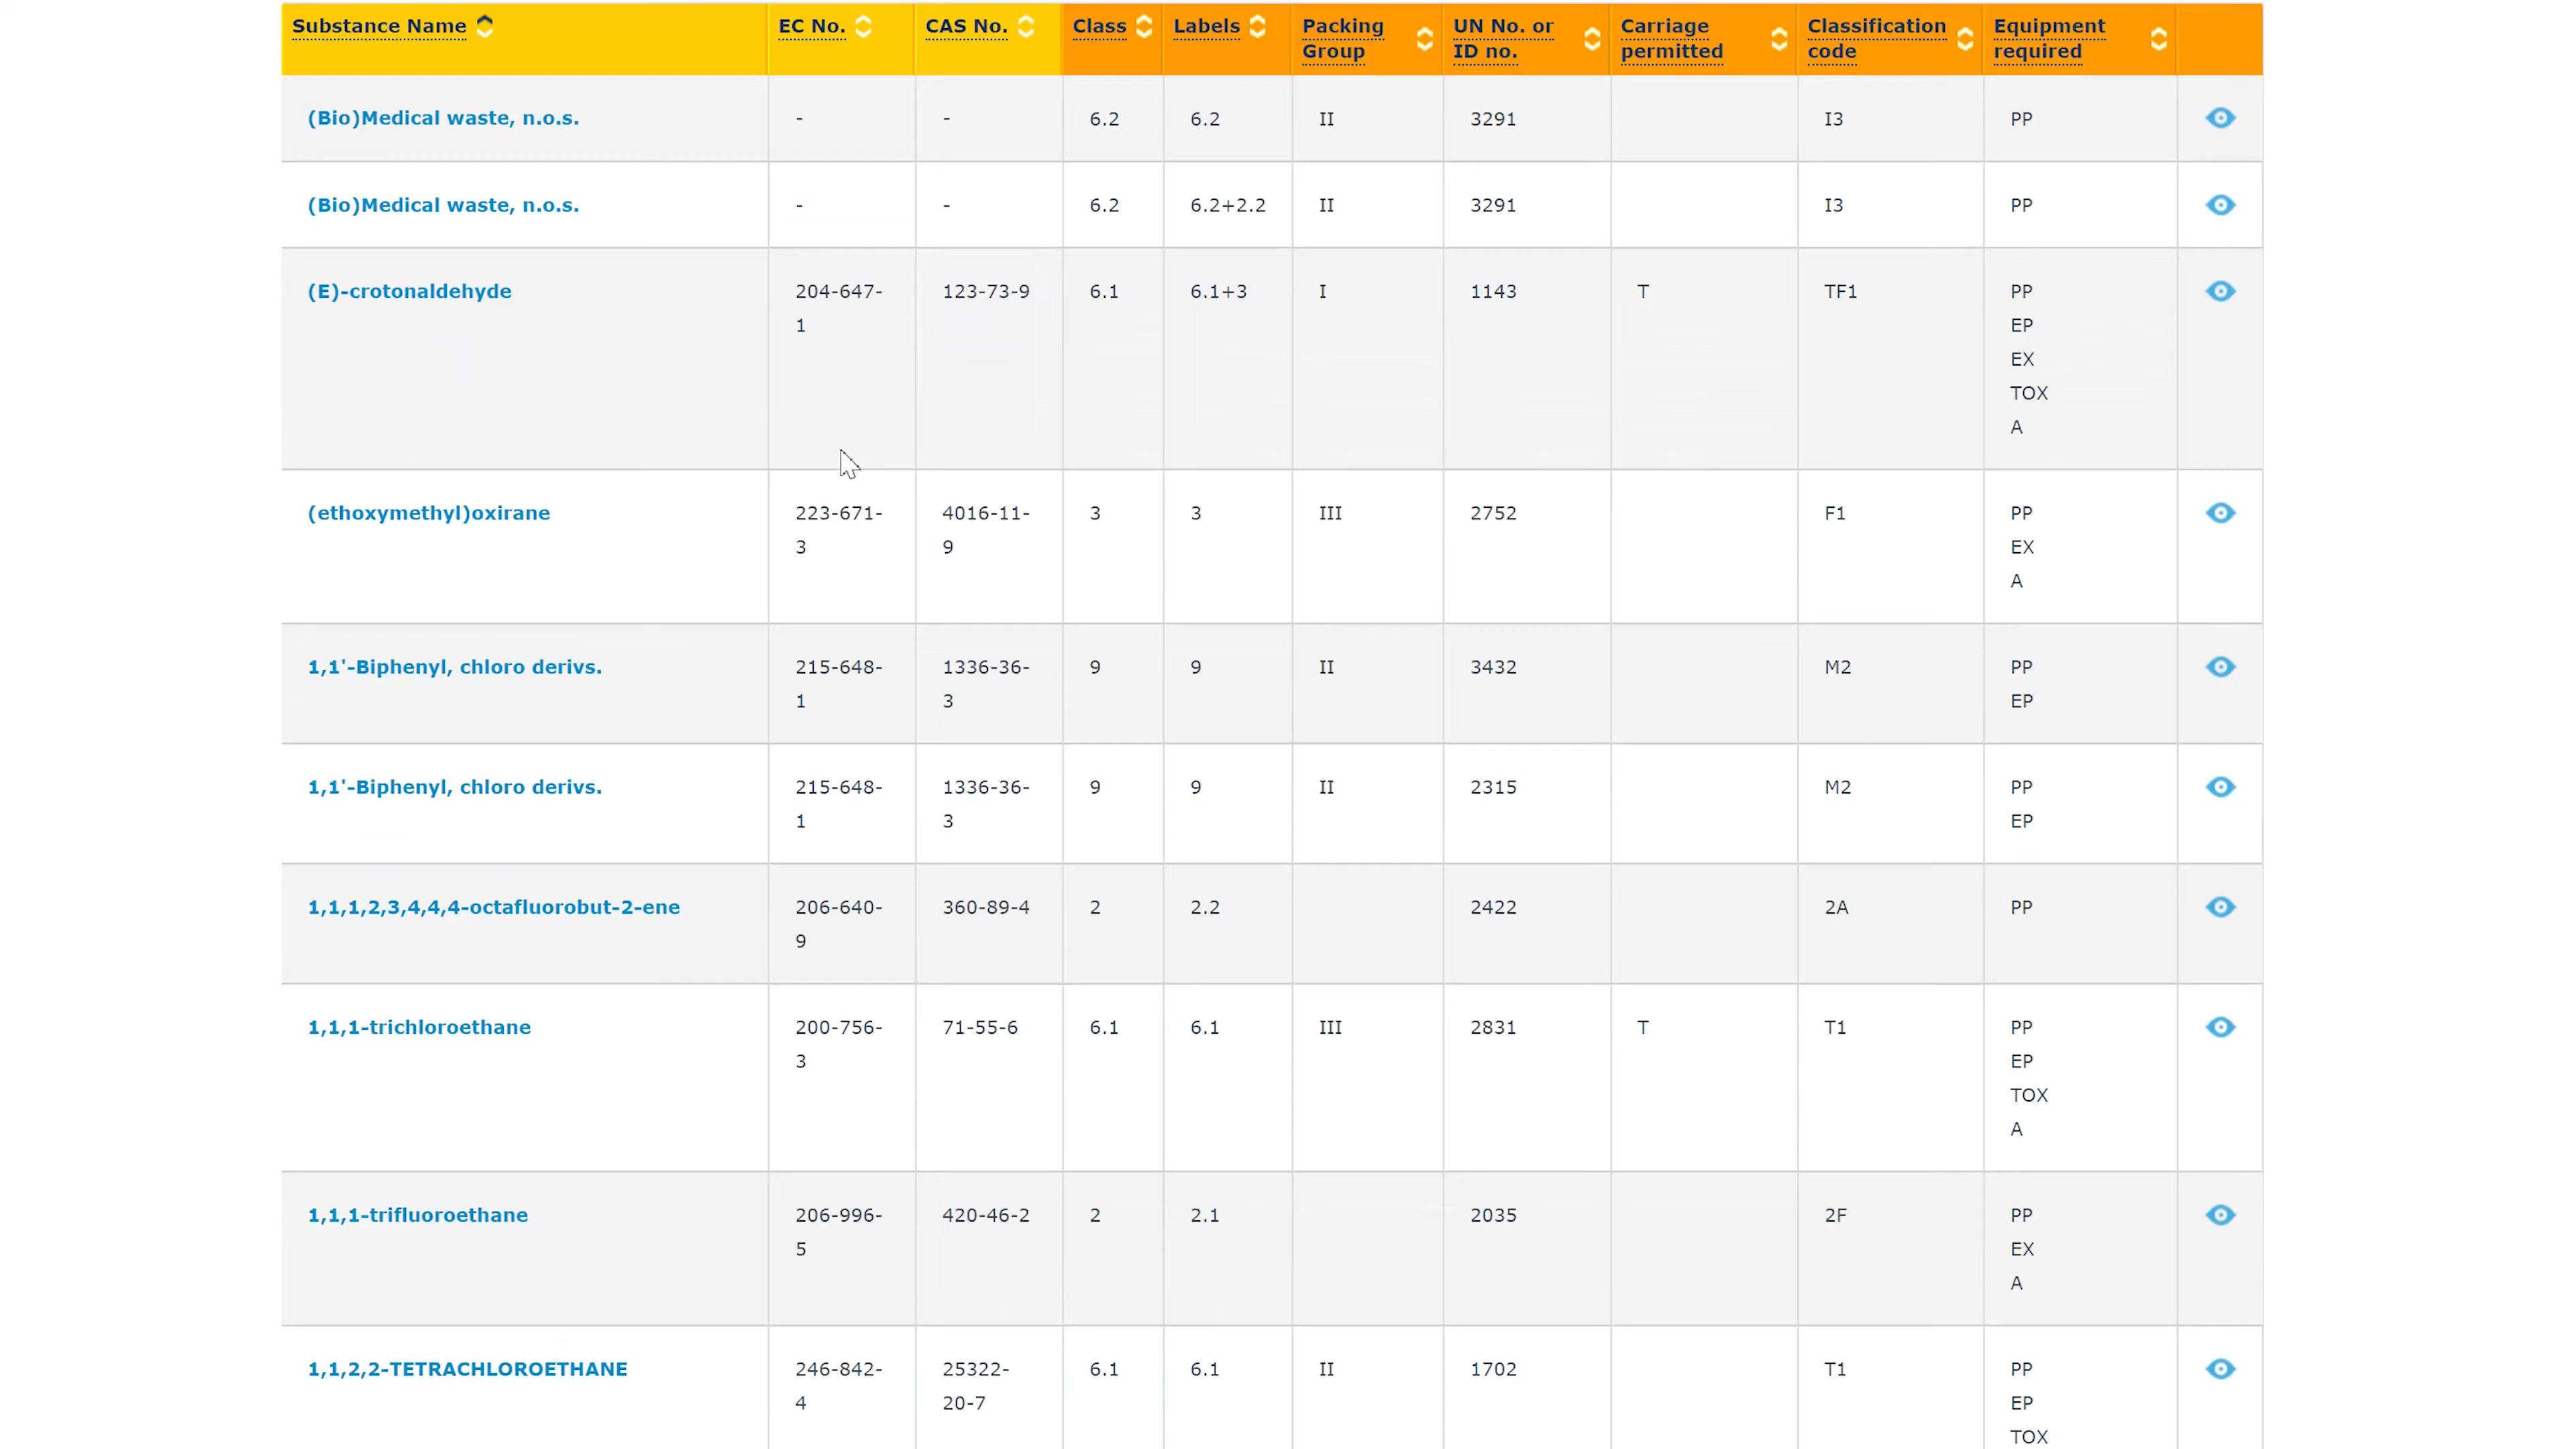 Substance Name EC No. CAS No. Class Labels Packing Group UN No. or ID no. Carriage permitted Classification code Equipment required
(Bio)Medical waste, n.o.s. - - 6.2 6.2 II 3291 I3 PP
(Bio)Medical waste, n.o.s. - - 6.2 6.2+2.2 II 3291 I3 PP
(E)-crotonaldehyde 204-647- 123-73-9 6.1 6.1+3 I 1143 T TF1 PP
1 EP
EX
TOX
A
(ethoxymethyl)oxirane 223-671- 4016-11- 3 3 III 2752 F1 PP
3 9 EX
A
1,1'-Biphenyl, chloro derivs. 215-648- 1336-36- 9 9 II 3432 M2 PP
1 3 EP
1,1'-Biphenyl, chloro derivs. 215-648- 1336-36- 9 9 II 2315 M2 PP
1 3 EP
1,1,1,2,3,4,4,4-octafluorobut-2-ene 206-640- 360-89-4 2 2.2 2422 2A PP
9
1,1,1-trichloroethane 200-756- 71-55-6 6.1 6.1 III 2831 T T1 PP
3 EP
TOX
A
1,1,1-trifluoroethane 206-996- 420-46-2 2 2.1 2035 2F PP
5 EX
A
1,1,2,2-TETRACHLOROETHANE 246-842- 25322- 6.1 6.1 II 1702 T1 PP
4 20-7 EP
TOX